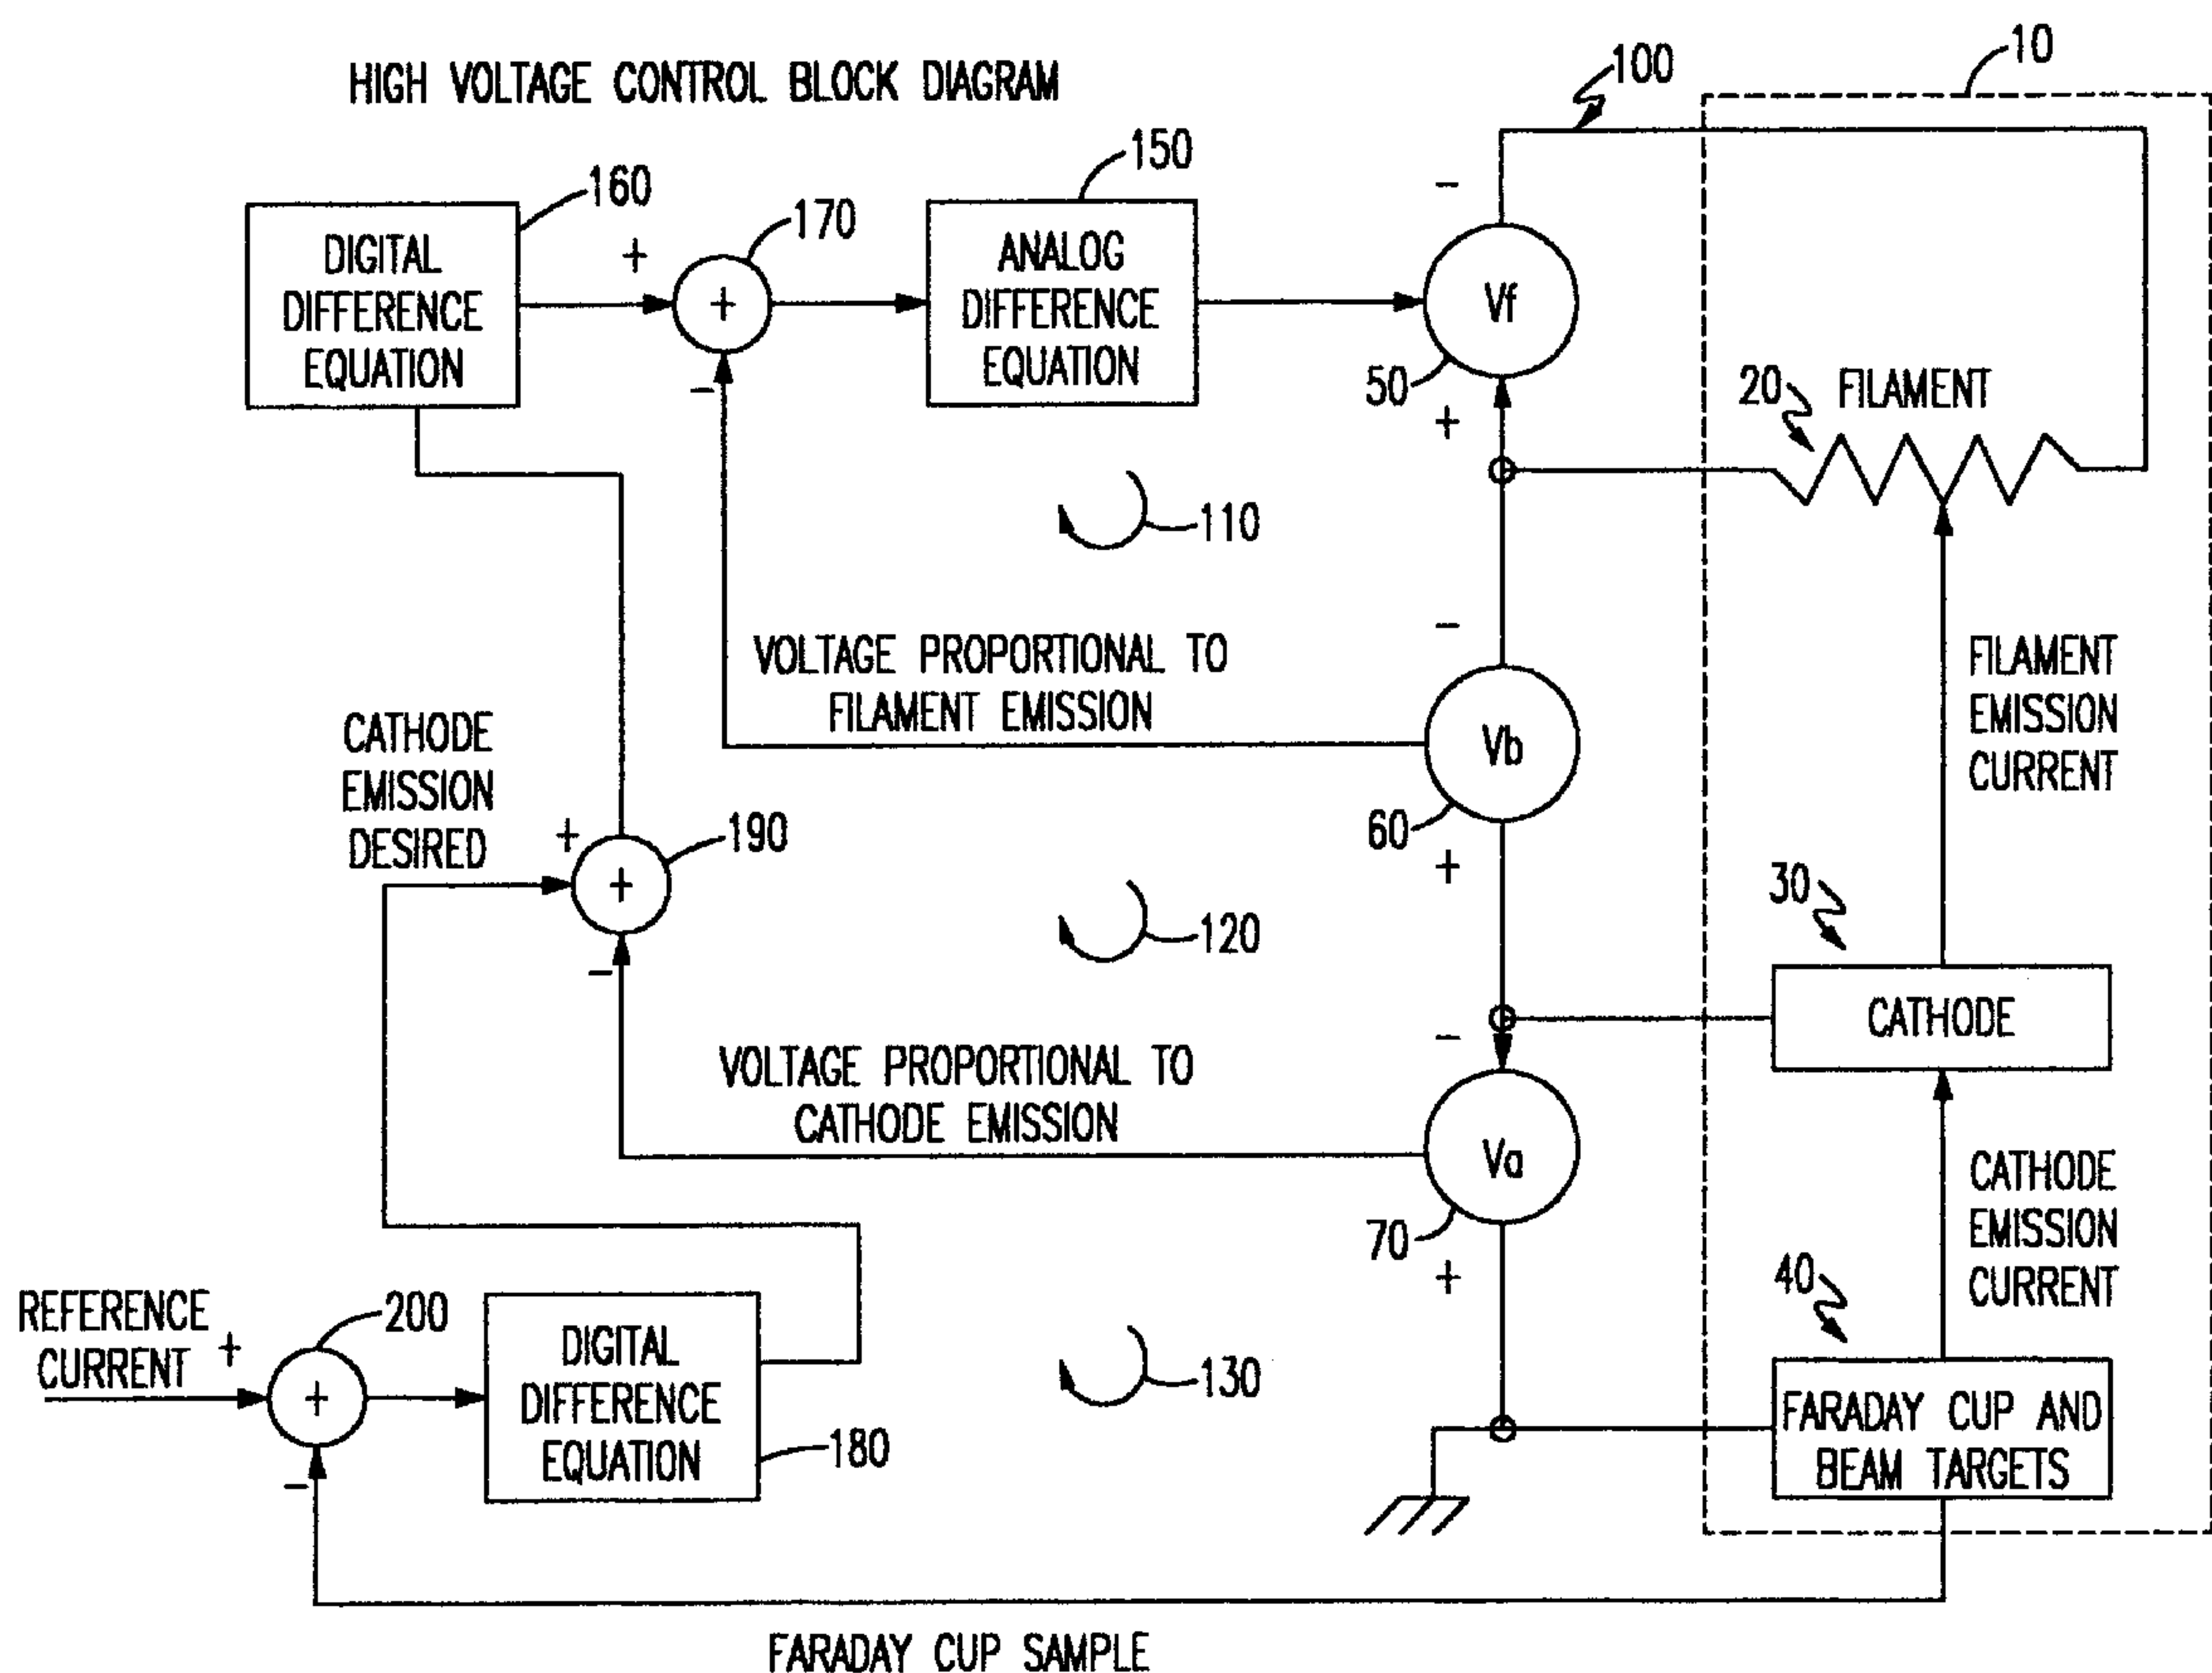 HIGH VOLTAGE CONTROL BLOCK DIAGRAM
10
100
150
160
170
DIGITAL
DIFFERENCE
EQUATION
+
+
-
ANALOG
DIFFERENCE
EQUATION
-
Vf
50
+
20
FILAMENT
110
-
VOLTAGE PROPORTIONAL TO
FILAMENT EMISSION
Vb
60
+
FILAMENT
EMISSION
CURRENT
CATHODE
EMISSION
DESIRED
+
190
+
-
120
30
CATHODE
-
VOLTAGE PROPORTIONAL TO
CATHODE EMISSION
Va
70
+
CATHODE
EMISSION
CURRENT
REFERENCE
CURRENT
+
200
+
-
DIGITAL
DIFFERENCE
EQUATION
180
130
40
FARADAY CUP AND
BEAM TARGETS
FARADAY CUP SAMPLE